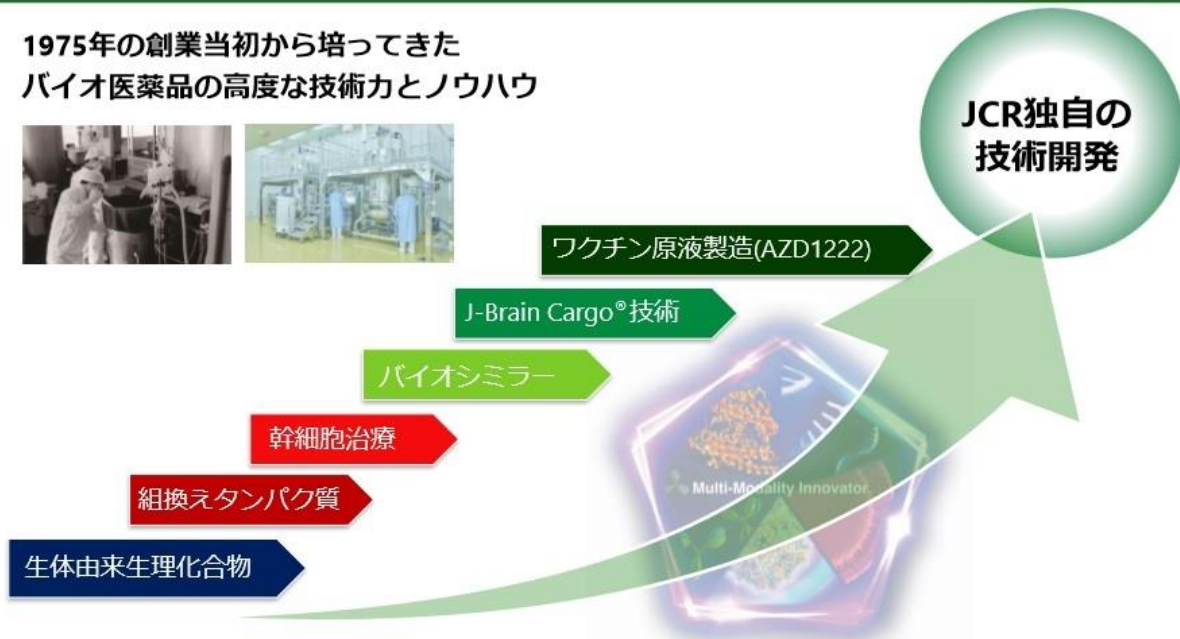 1975年の創業当初から培ってきた
バイオ医薬品の高度な技術力とノウハウ
JCR独自の
技術開発
ワクチン原液製造(AZD1222)
J-Brain Cargo®技術
バイオシミラー
幹細胞治療
組換えタンパク質
Multi-Modality Innovator
生体由来生理化合物